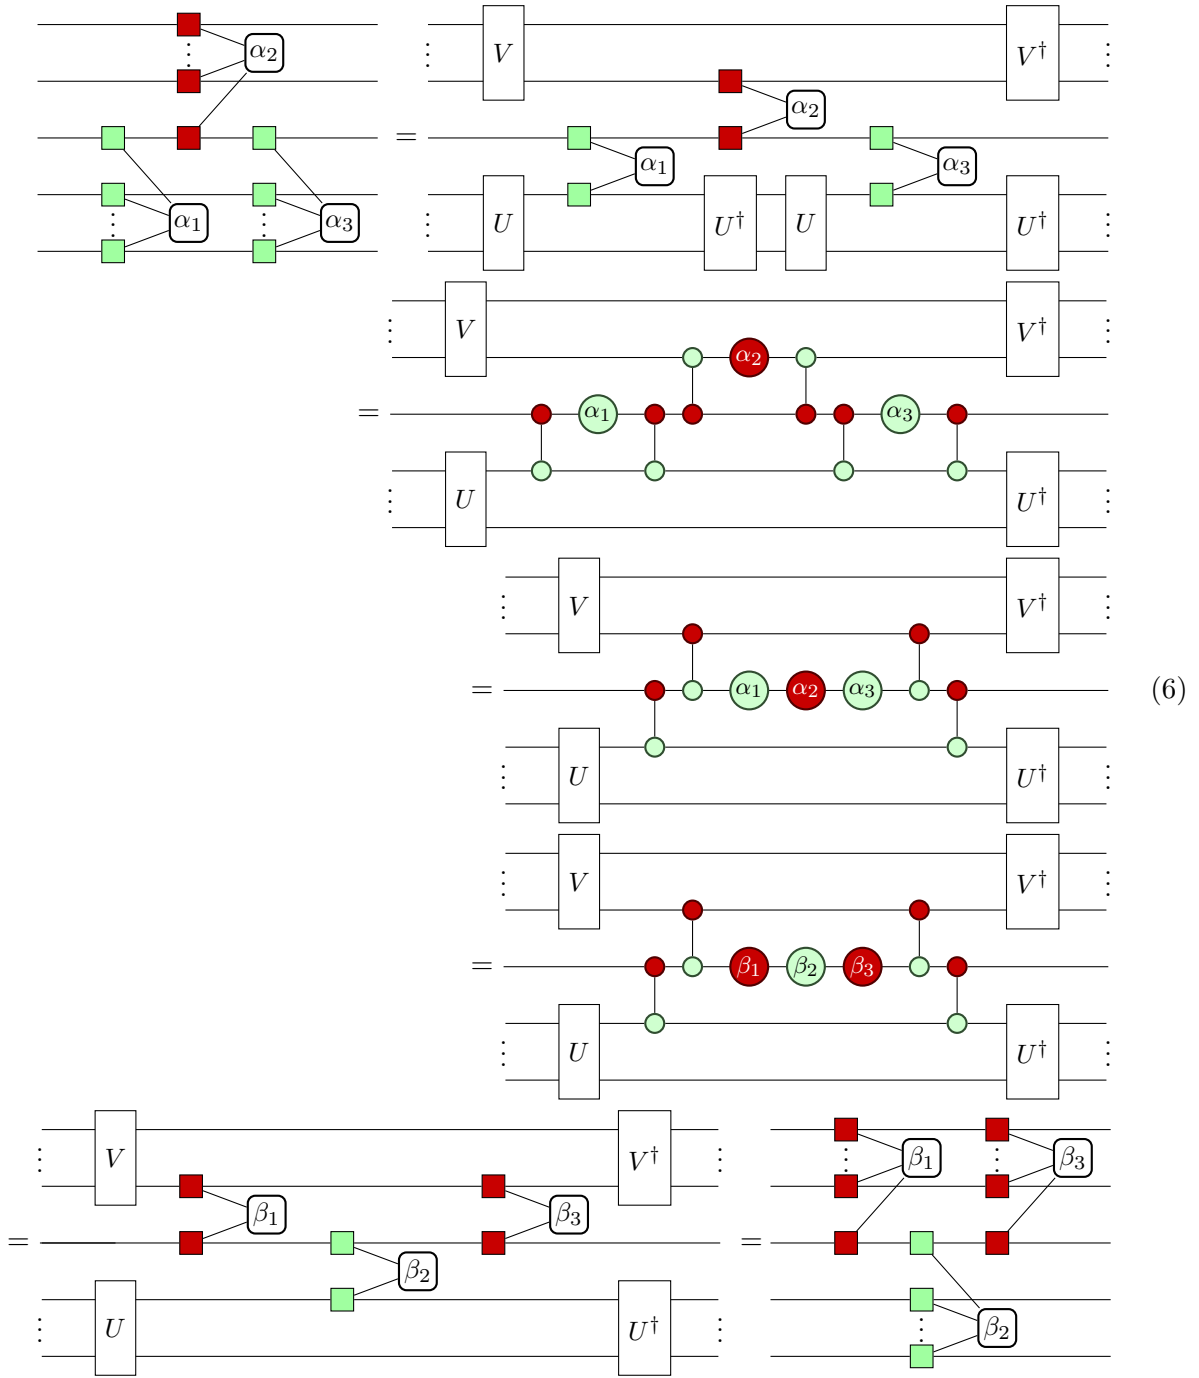 α₂
V V†
α₂
= 
α₁ α₃
α₁ α₃
U U† U U†
V V†
α₂
= α₁ α₃
U U†
V V†
= α₁ α₂ α₃ (6)
U U†
V V†
= β₁ β₂ β₃
U U†
V V† β₁ β₃
β₁ β₃
= =
β₂
U U† β₂